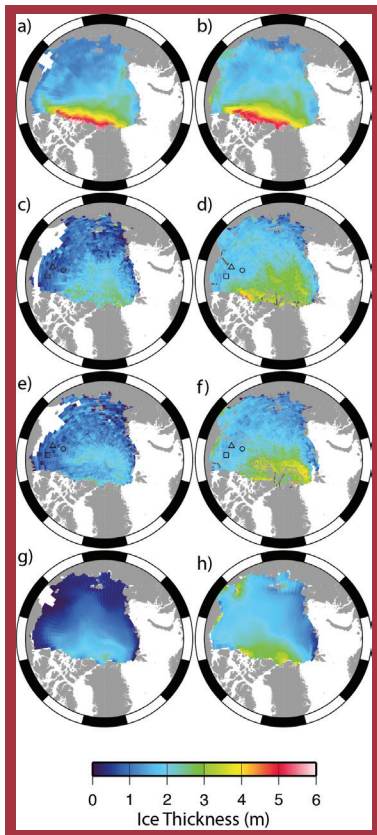 a) b)
c) d)
e) f)
g) h)
0 1 2 3 4 5 6
Ice Thickness (m)